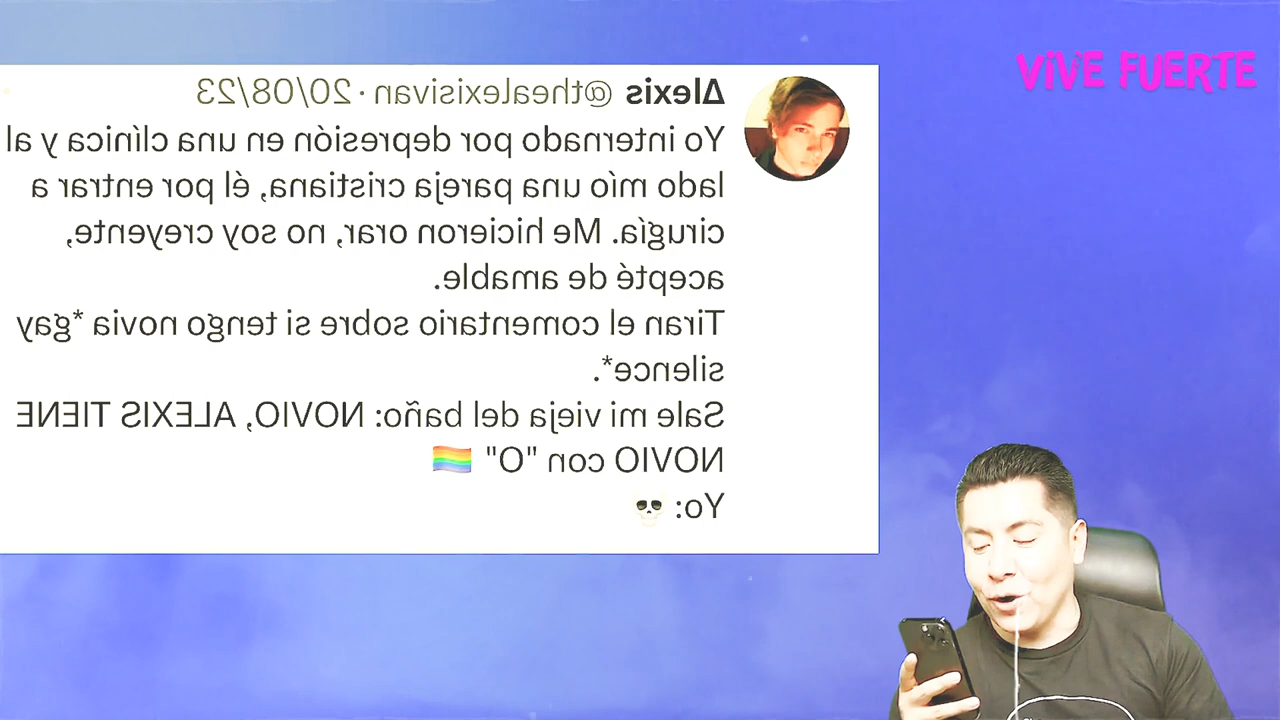 VIVE FUERTE
Δlexis @thealexisivan · 20/08/23
Yo internado por depresión en una clínica y al
lado mío una pareja cristiana, él por entrar a
cirugía. Me hicieron orar, no soy creyente,
acepté de amable.
Tiran el comentario sobre si tengo novia *gay
silence*.
Sale mi vieja del baño: NOVIO, ALEXIS TIENE
NOVIO con "O" 🏳️‍🌈
Yo: 💀